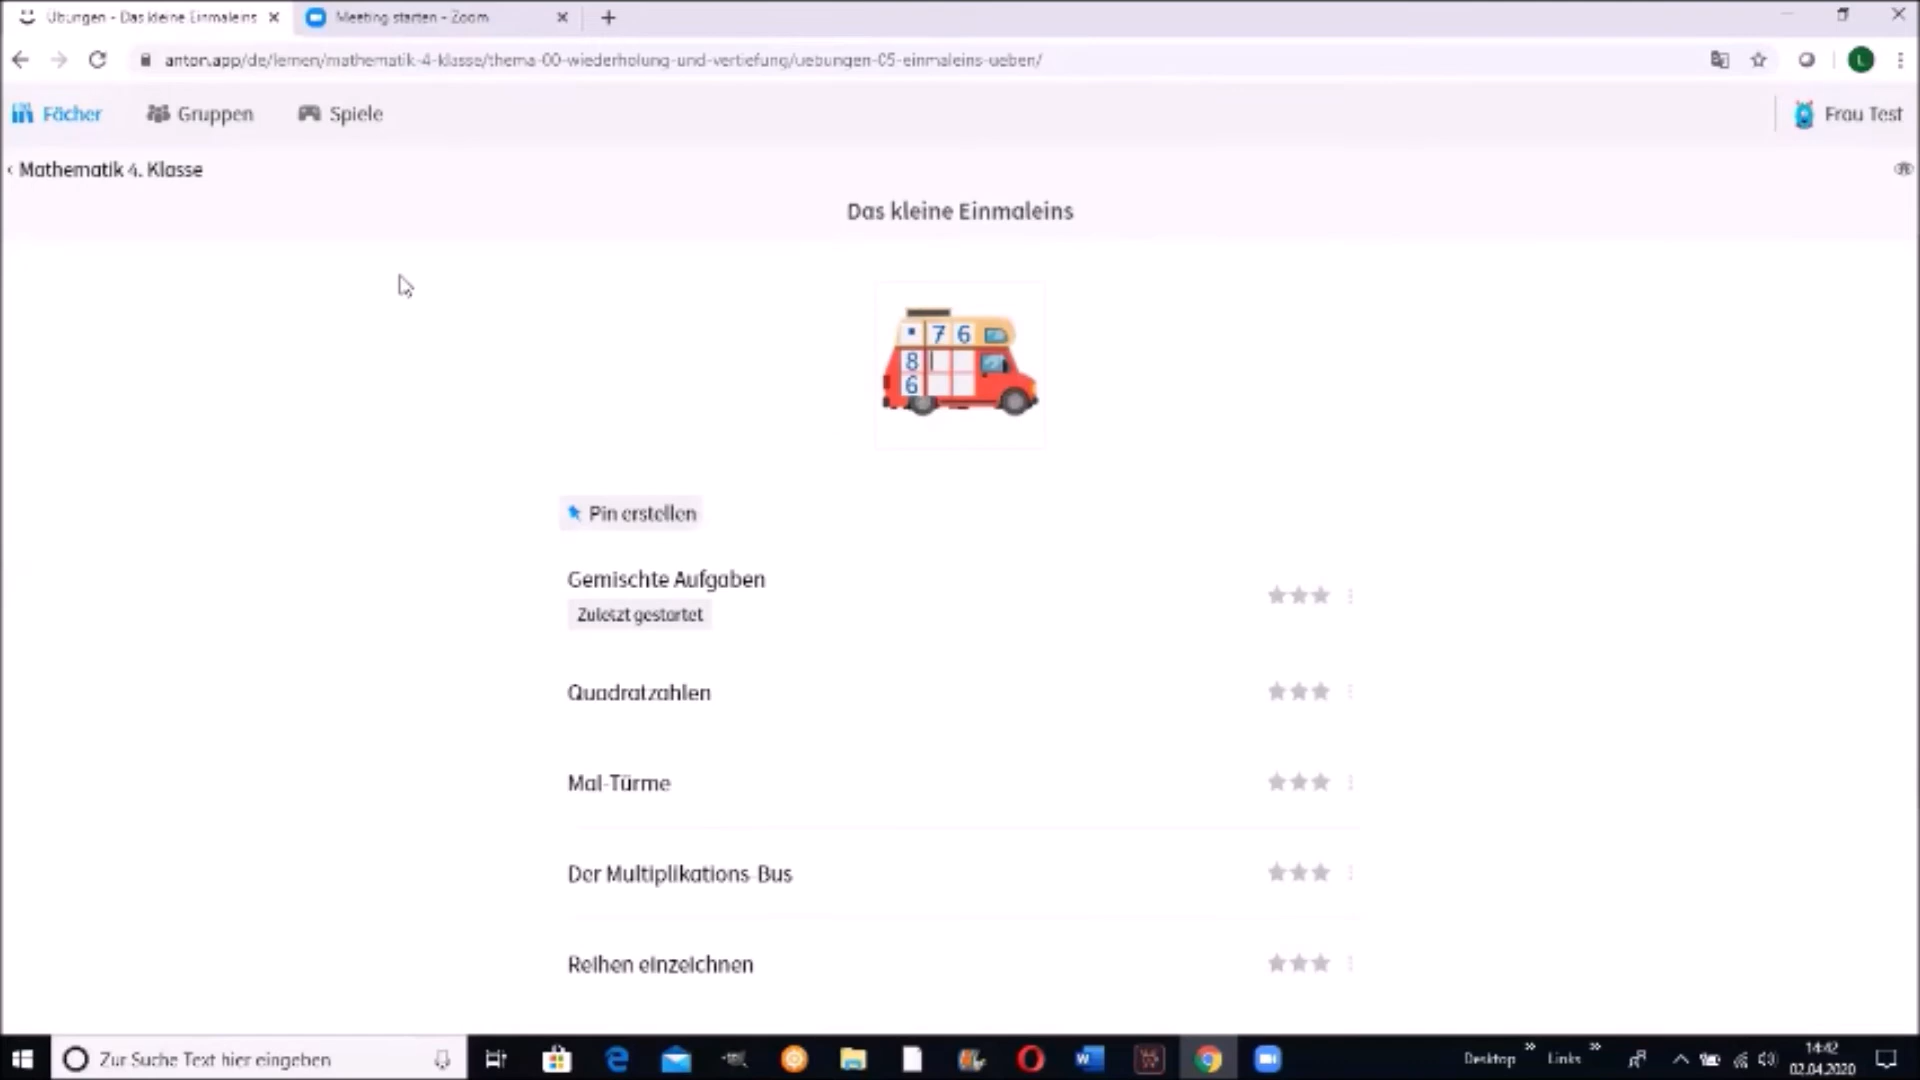 Übungen - Das kleine Einmaleins
Meeting starten - Zoom
anton.app/de/lernen/mathematik-4-klasse/thema-00-wiederholung-und-vertiefung/uebungen-05-einmaleins-ueben/
L
Fächer
Gruppen
Spiele
Frau Test
‹ Mathematik 4. Klasse
Das kleine Einmaleins
· 7 6
8
6
Pin erstellen
Gemischte Aufgaben
Zuletzt gestartet
Quadratzahlen
Mal-Türme
Der Multiplikations-Bus
Reihen einzeichnen
Zur Suche Text hier eingeben
Desktop »
Links »
14:42
02.04.2020